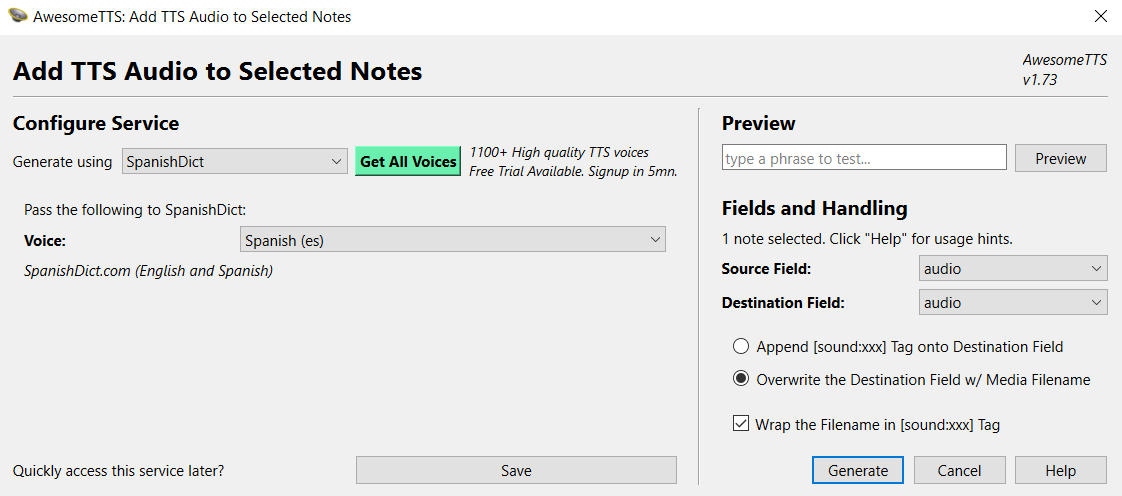 AwesomeTTS: Add TTS Audio to Selected Notes
Add TTS Audio to Selected Notes
AwesomeTTS
v1.73
Configure Service
Generate using
SpanishDict
Get All Voices
1100+ High quality TTS voices
Free Trial Available. Signup in 5mn.
Pass the following to SpanishDict:
Voice:
Spanish (es)
SpanishDict.com (English and Spanish)
Quickly access this service later?
Save
Preview
type a phrase to test...
Preview
Fields and Handling
1 note selected. Click "Help" for usage hints.
Source Field:
audio
Destination Field:
audio
Append [sound:xxx] Tag onto Destination Field
Overwrite the Destination Field w/ Media Filename
Wrap the Filename in [sound:xxx] Tag
Generate
Cancel
Help